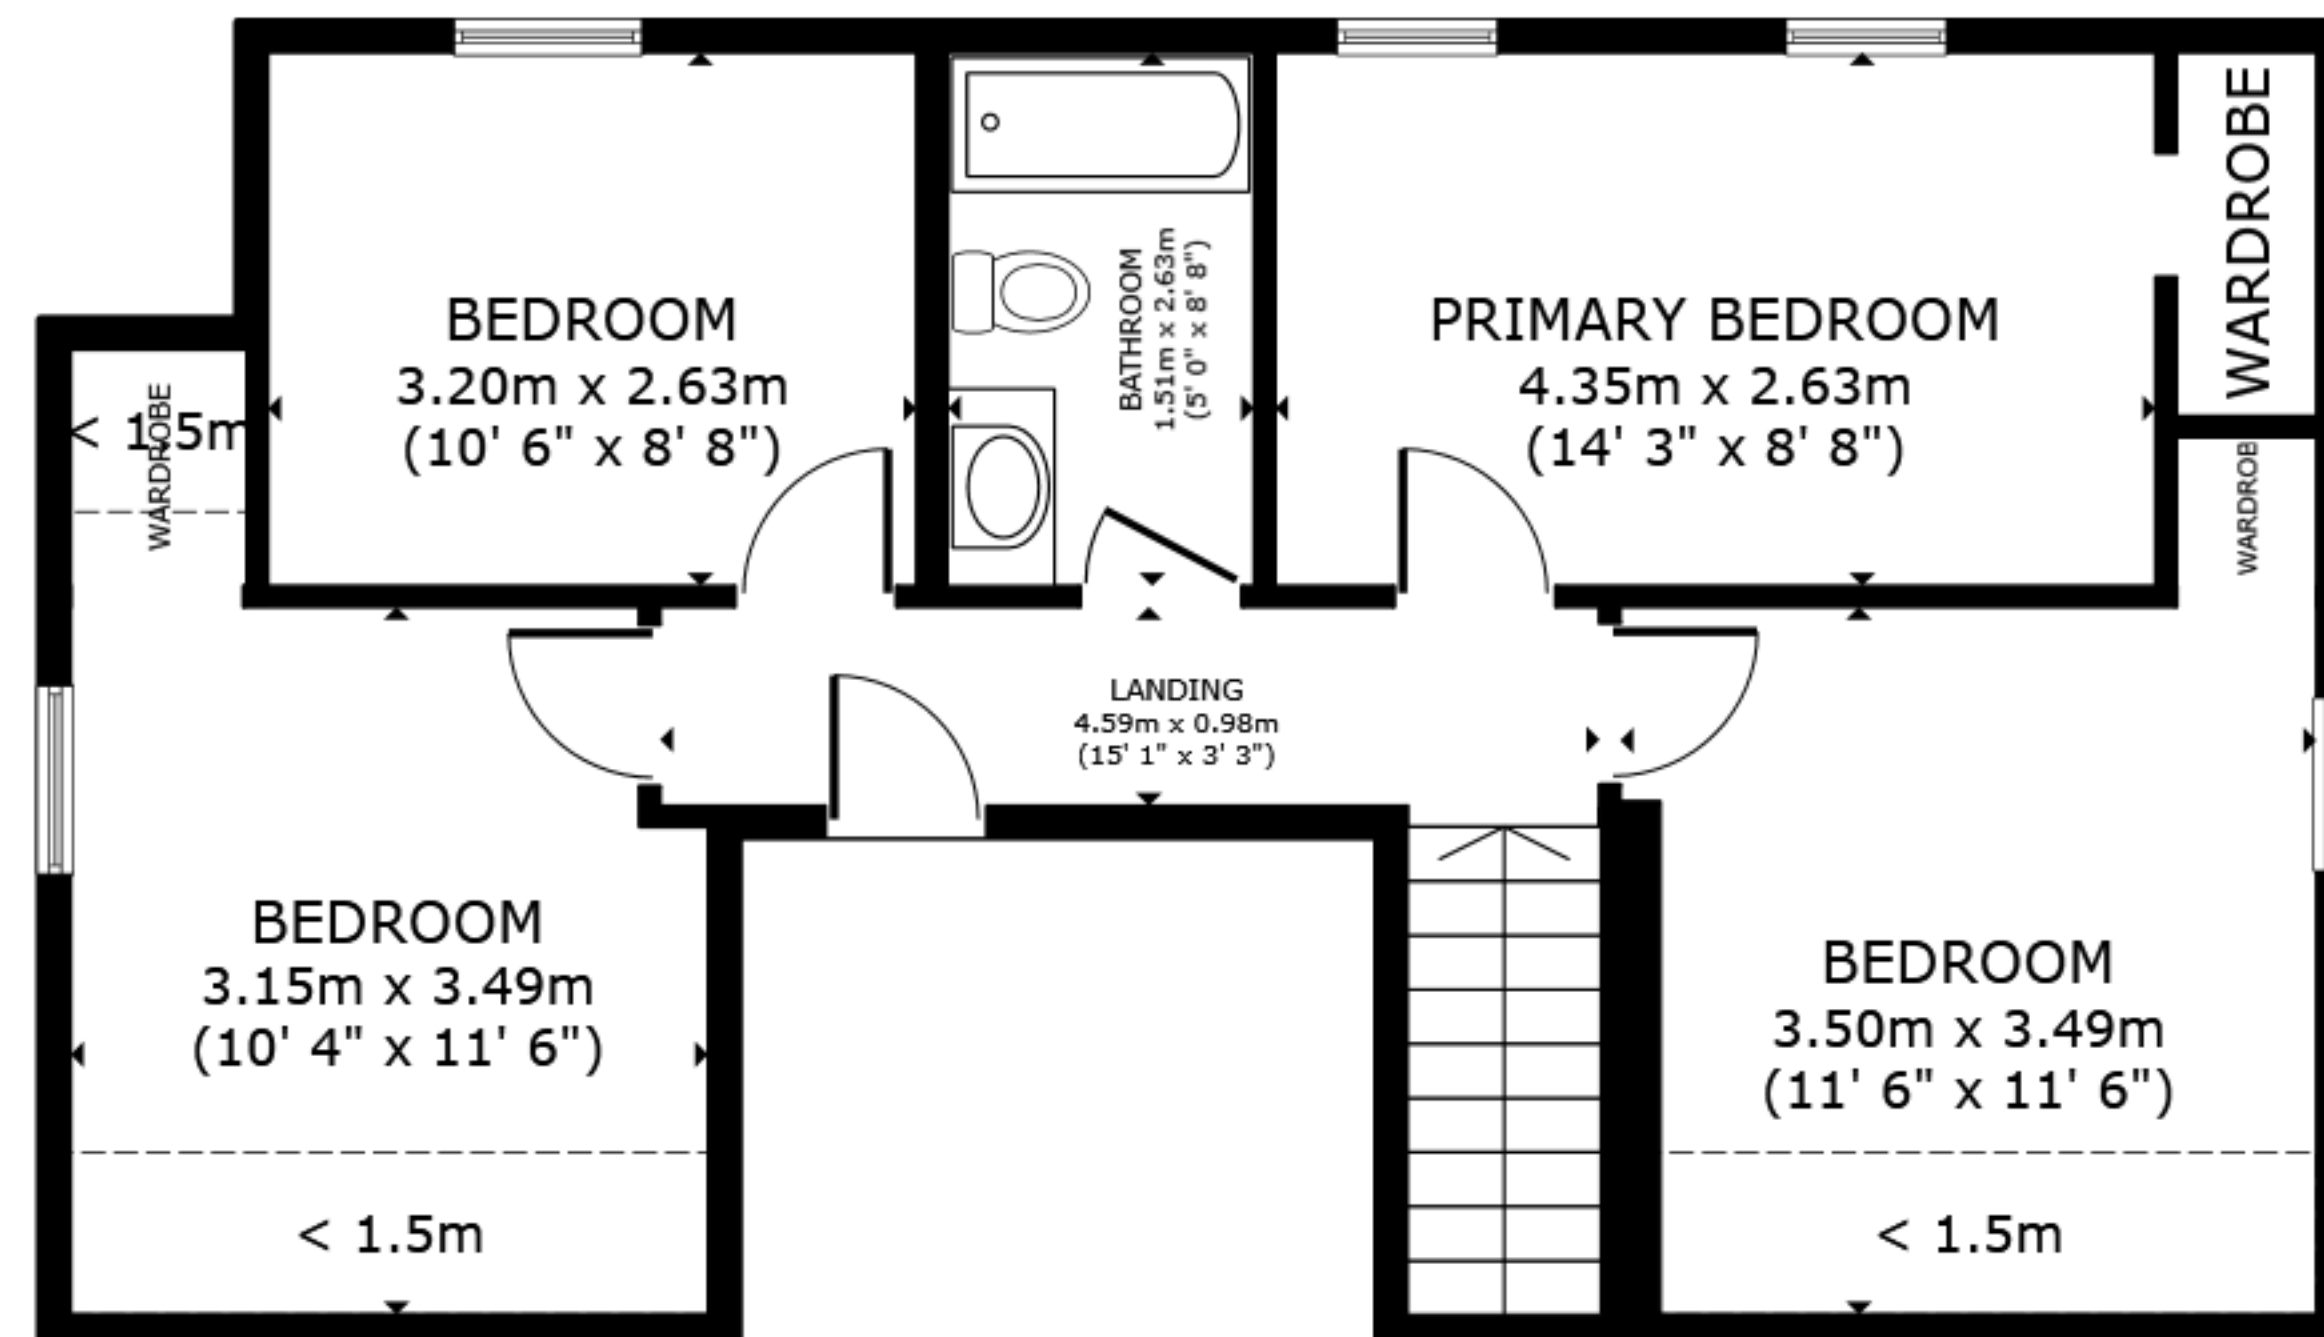 WARDROBE
BEDROOM
3.20m x 2.63m
(10' 6" x 8' 8")
BATHROOM
1.51m x 2.63m
(5' 0" x 8' 8")
PRIMARY BEDROOM
4.35m x 2.63m
(14' 3" x 8' 8")
WARDROBE
< 1.5m
WARDROB
LANDING
4.59m x 0.98m
(15' 1" x 3' 3")
BEDROOM
3.15m x 3.49m
(10' 4" x 11' 6")
BEDROOM
3.50m x 3.49m
(11' 6" x 11' 6")
< 1.5m
< 1.5m